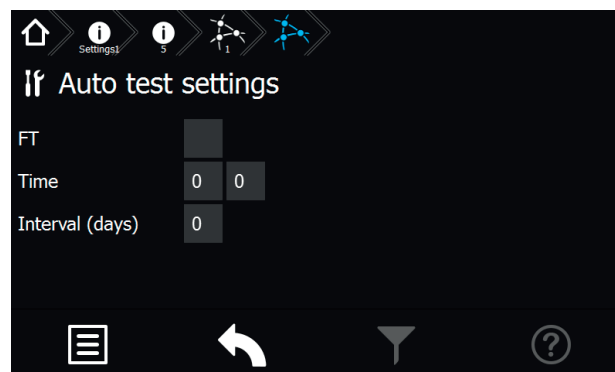 Settings1
5
1
Auto test settings
FT
Time 0 0
Interval (days) 0